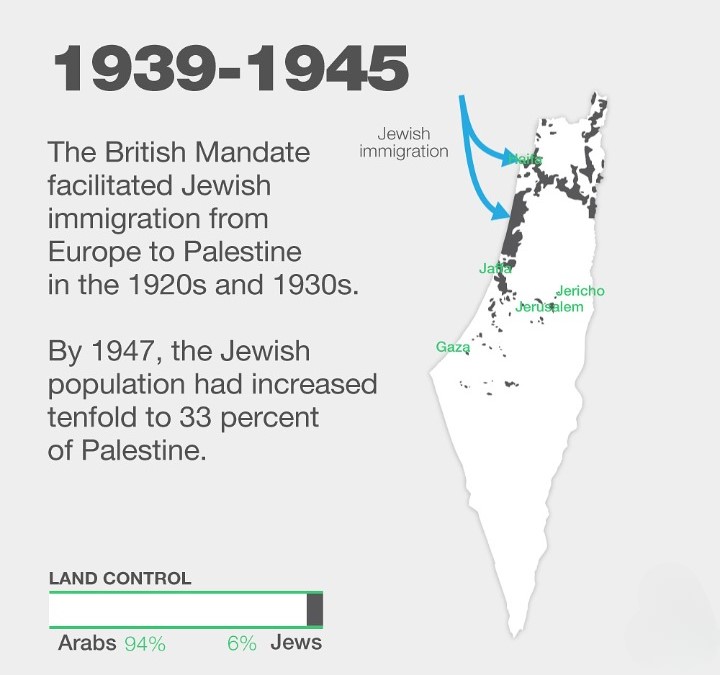 1939-1945
The British Mandate
facilitated Jewish
immigration from
Europe to Palestine
in the 1920s and 1930s.
By 1947, the Jewish
population had increased
tenfold to 33 percent
of Palestine.
Jewish
immigration
Haifa
Jaffa
Jericho
Jerusalem
Gaza
LAND CONTROL
Arabs 94% 6% Jews